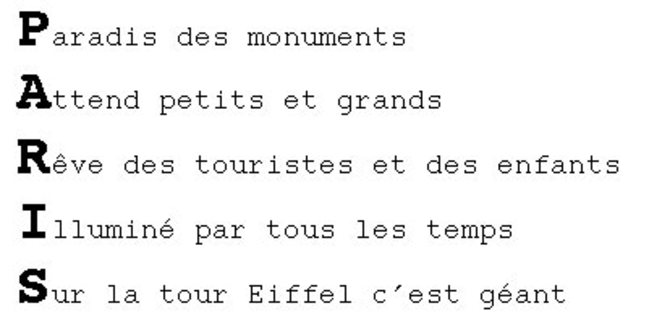 Paradis des monuments
Attend petits et grands
Rêve des touristes et des enfants
Illuminé par tous les temps
Sur la tour Eiffel c'est géant